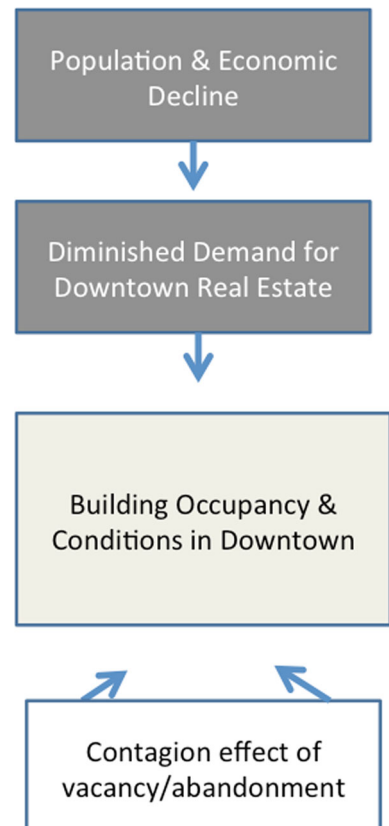 Population & Economic
Decline
Diminished Demand for
Downtown Real Estate
Building Occupancy &
Conditions in Downtown
Contagion effect of
vacancy/abandonment